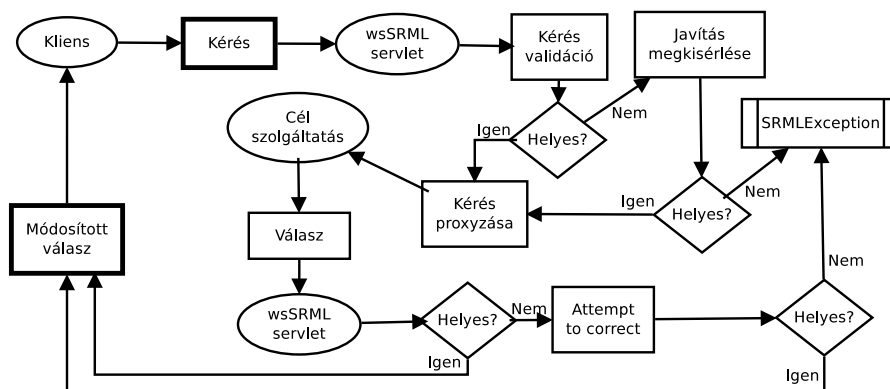 Kliens
Kérés
wsSRML
servlet
Kérés
validáció
Javítás
megkisérlése
Cél
szolgáltatás
Igen
Helyes?
Nem
SRMLException
Kérés
proxyzása
Igen
Helyes?
Nem
Módosított
válasz
Válasz
Nem
wsSRML
servlet
Helyes?
Nem
Attempt
to correct
Helyes?
Igen
Igen